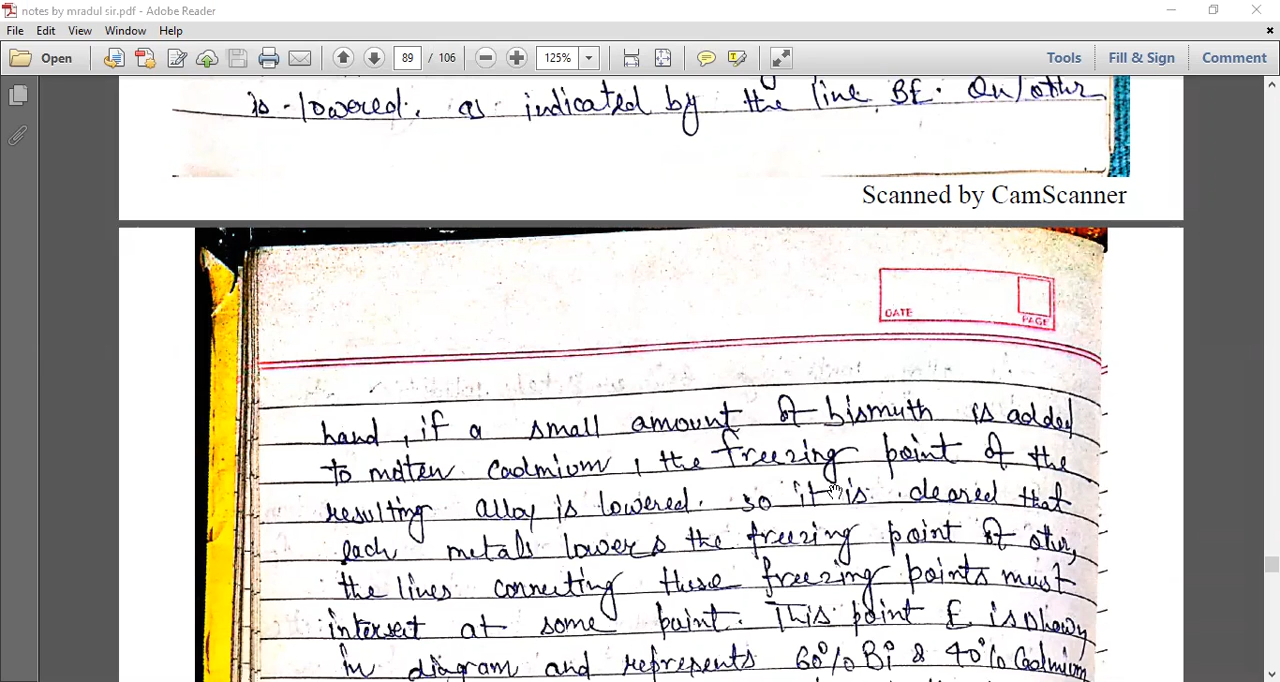 notes by mradul sir.pdf - Adobe Reader
File Edit View Window Help
Open 89 / 106 125% Tools Fill & Sign Comment
is lowered. as indicated by the line BE. On/other
Scanned by CamScanner
DATE
PAGE
hand, if a small amount of bismuth is added
to molten Cadmium, the freezing point of the
resulting alloy is lowered. so it is cleared that
each metals lowers the freezing point of other,
the lines connecting these freezing points must
intersect at some point. This point E is shown
in diagram and represents 60% Bi & 40% Cadmium